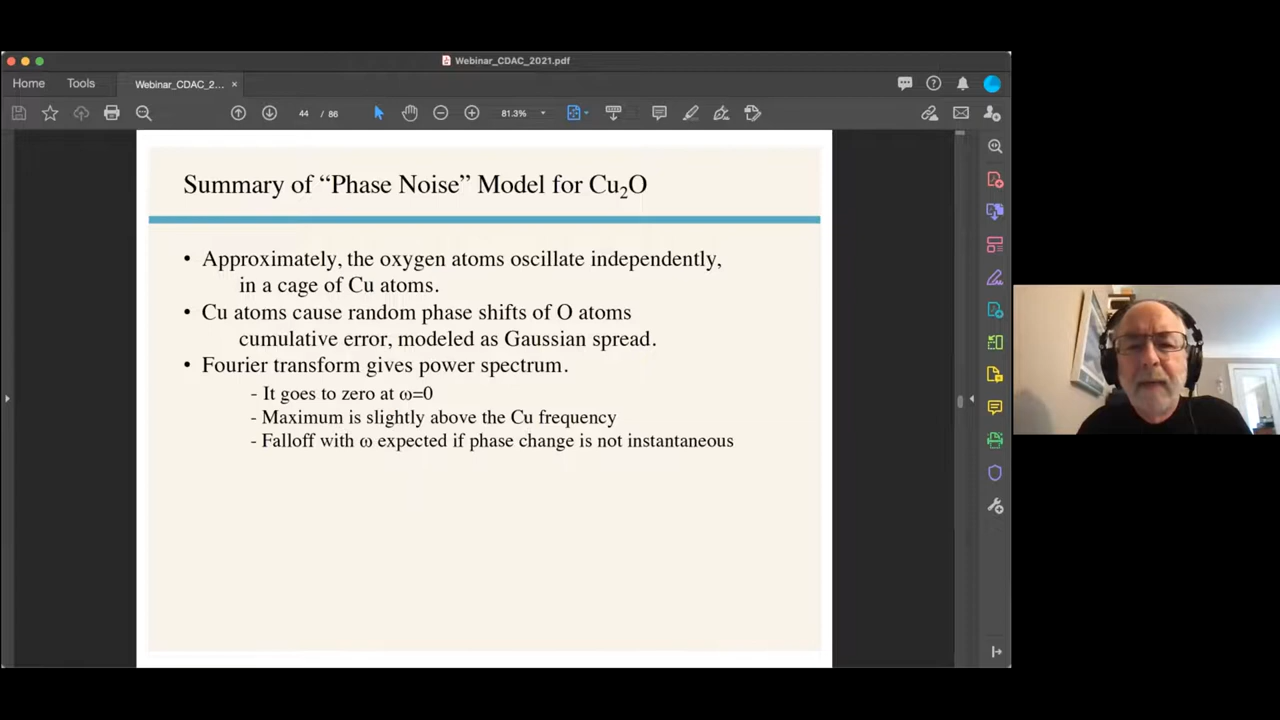 Webinar_CDAC_2021.pdf
Home Tools Webinar_CDAC_2... ×
44 / 86 81.3%
Summary of “Phase Noise” Model for Cu₂O
• Approximately, the oxygen atoms oscillate independently,
in a cage of Cu atoms.
• Cu atoms cause random phase shifts of O atoms
cumulative error, modeled as Gaussian spread.
• Fourier transform gives power spectrum.
- It goes to zero at ω=0
- Maximum is slightly above the Cu frequency
- Falloff with ω expected if phase change is not instantaneous